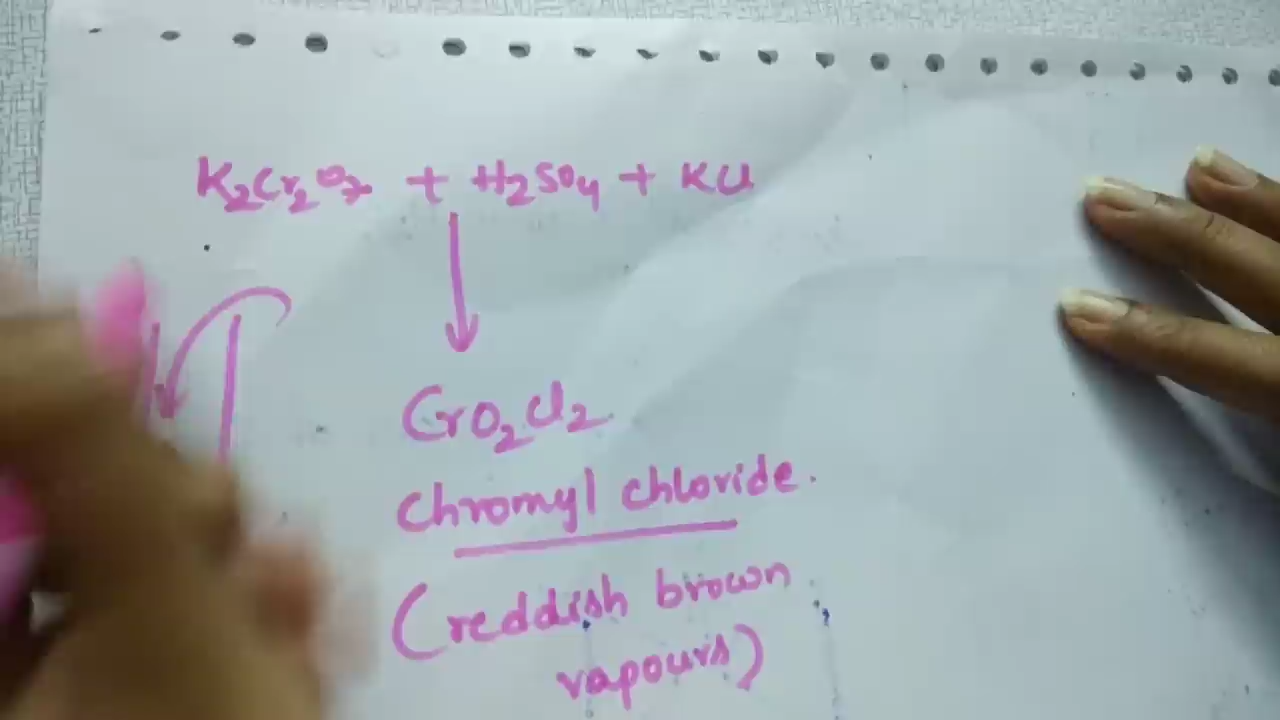 K₂Cr₂O₇ + H₂SO₄ + KCl
CrO₂Cl₂
Chromyl chloride.
(reddish brown
vapours)